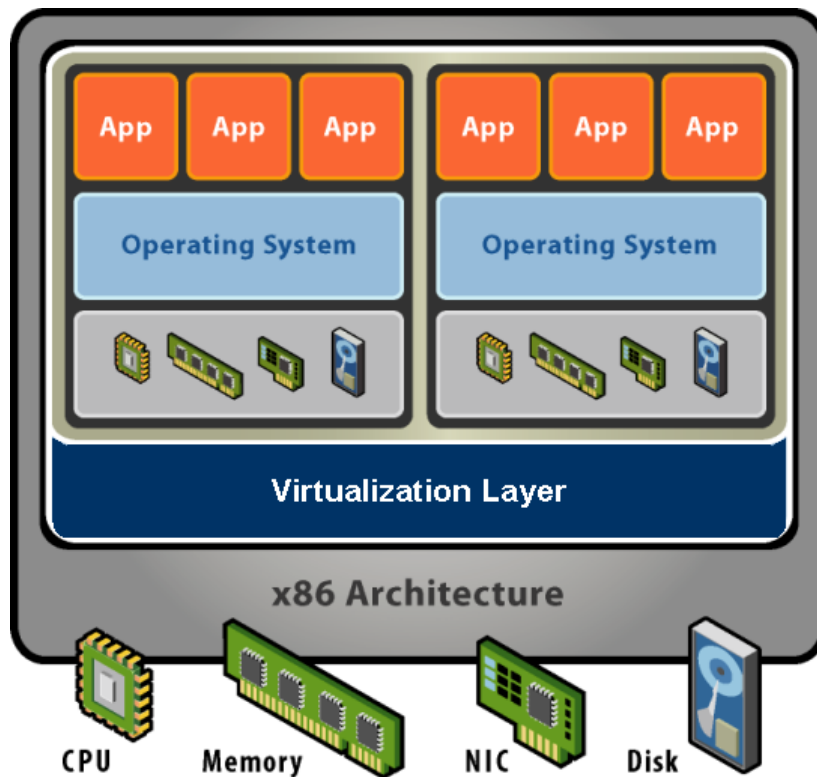 App App App App App App
Operating System Operating System
Virtualization Layer
x86 Architecture
CPU Memory NIC Disk